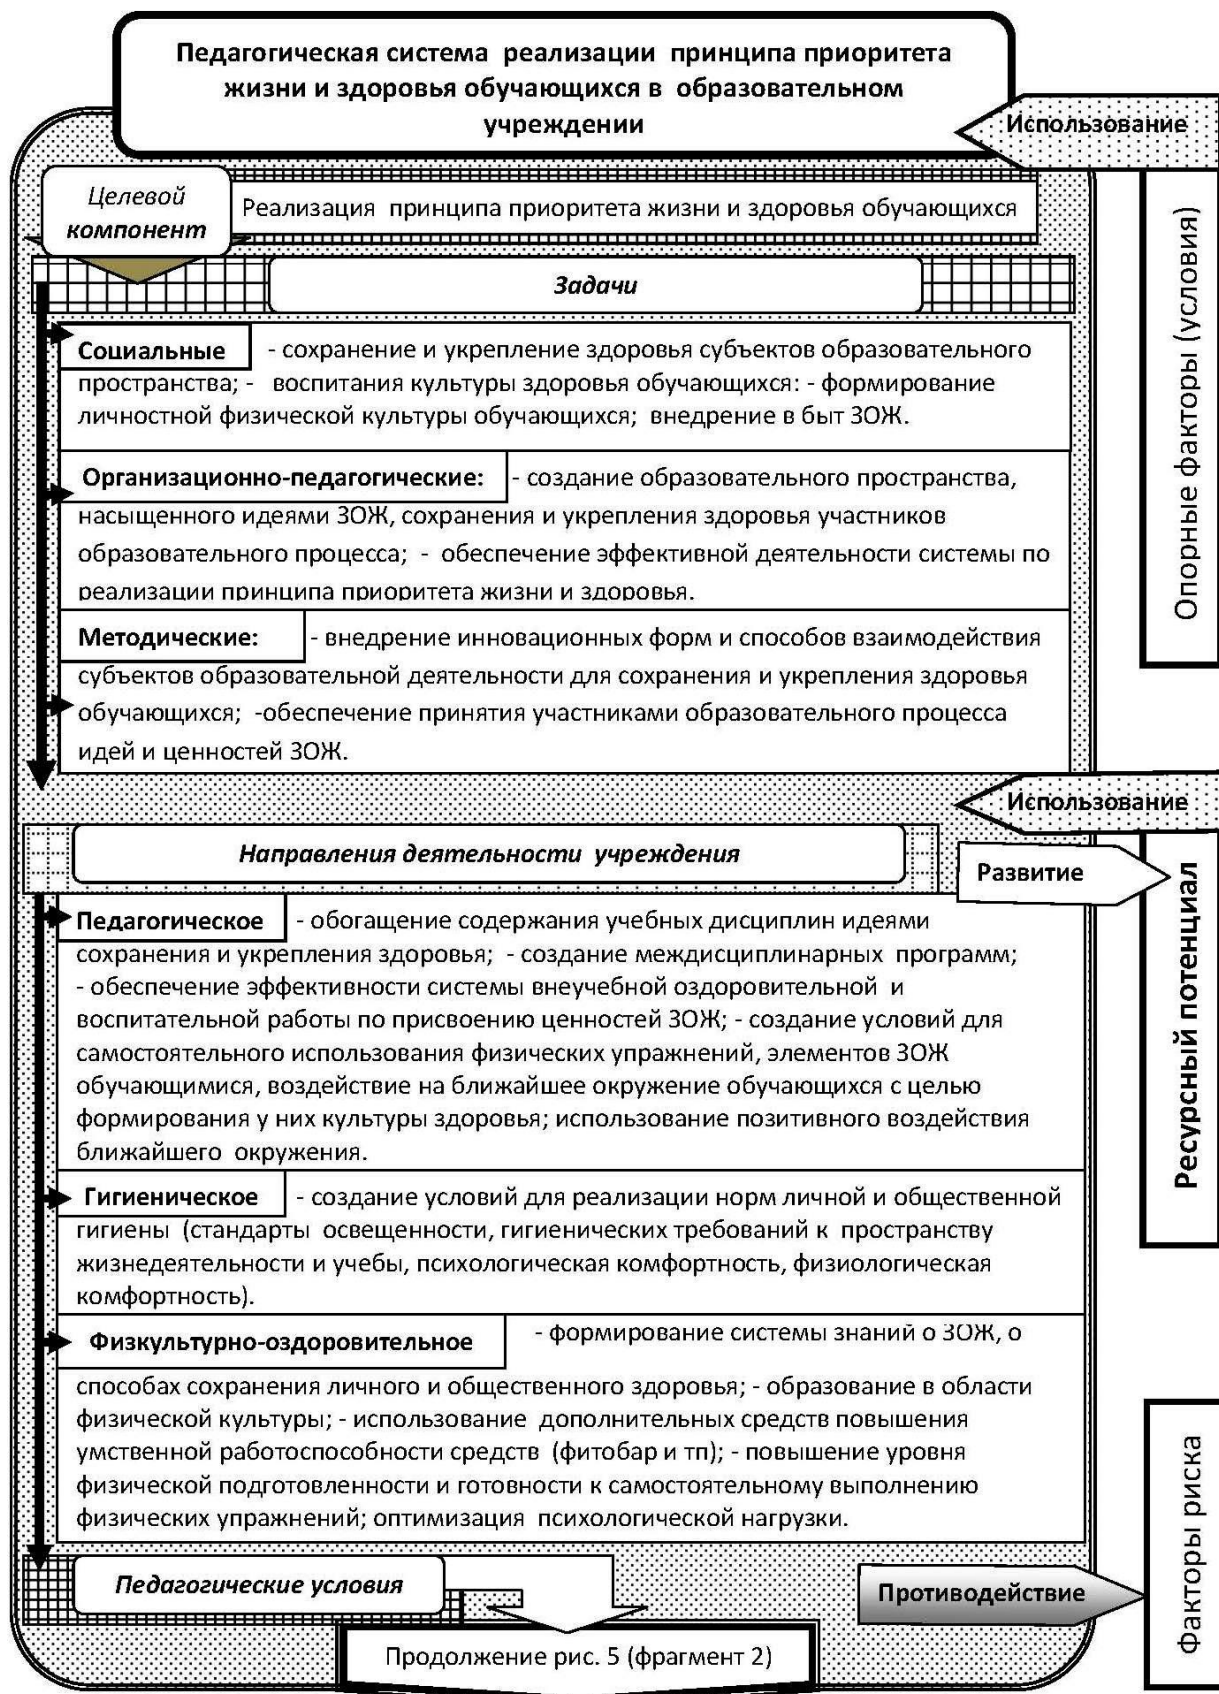 Педагогическая система реализации принципа приоритета
жизни и здоровья обучающихся в образовательном
учреждении
Использование
Целевой
компонент
Реализация принципа приоритета жизни и здоровья обучающихся
Задачи
Опорные факторы (условия)
Социальные - сохранение и укрепление здоровья субъектов образовательного
пространства; - воспитания культуры здоровья обучающихся: - формирование
личностной физической культуры обучающихся; внедрение в быт ЗОЖ.
Организационно-педагогические: - создание образовательного пространства,
насыщенного идеями ЗОЖ, сохранения и укрепления здоровья участников
образовательного процесса; - обеспечение эффективной деятельности системы по
реализации принципа приоритета жизни и здоровья.
Методические: - внедрение инновационных форм и способов взаимодействия
субъектов образовательной деятельности для сохранения и укрепления здоровья
обучающихся; -обеспечение принятия участниками образовательного процесса
идей и ценностей ЗОЖ.
Использование
Направления деятельности учреждения
Развитие
Ресурсный потенциал
Педагогическое - обогащение содержания учебных дисциплин идеями
сохранения и укрепления здоровья; - создание междисциплинарных программ;
- обеспечение эффективности системы внеучебной оздоровительной и
воспитательной работы по присвоению ценностей ЗОЖ; - создание условий для
самостоятельного использования физических упражнений, элементов ЗОЖ
обучающимися, воздействие на ближайшее окружение обучающихся с целью
формирования у них культуры здоровья; использование позитивного воздействия
ближайшего окружения.
Гигиеническое - создание условий для реализации норм личной и общественной
гигиены (стандарты освещенности, гигиенических требований к пространству
жизнедеятельности и учебы, психологическая комфортность, физиологическая
комфортность).
Физкультурно-оздоровительное - формирование системы знаний о ЗОЖ, о
способах сохранения личного и общественного здоровья; - образование в области
физической культуры; - использование дополнительных средств повышения
умственной работоспособности средств (фитобар и тп); - повышение уровня
физической подготовленности и готовности к самостоятельному выполнению
физических упражнений; оптимизация психологической нагрузки.
Педагогические условия
Противодействие
Факторы риска
Продолжение рис. 5 (фрагмент 2)